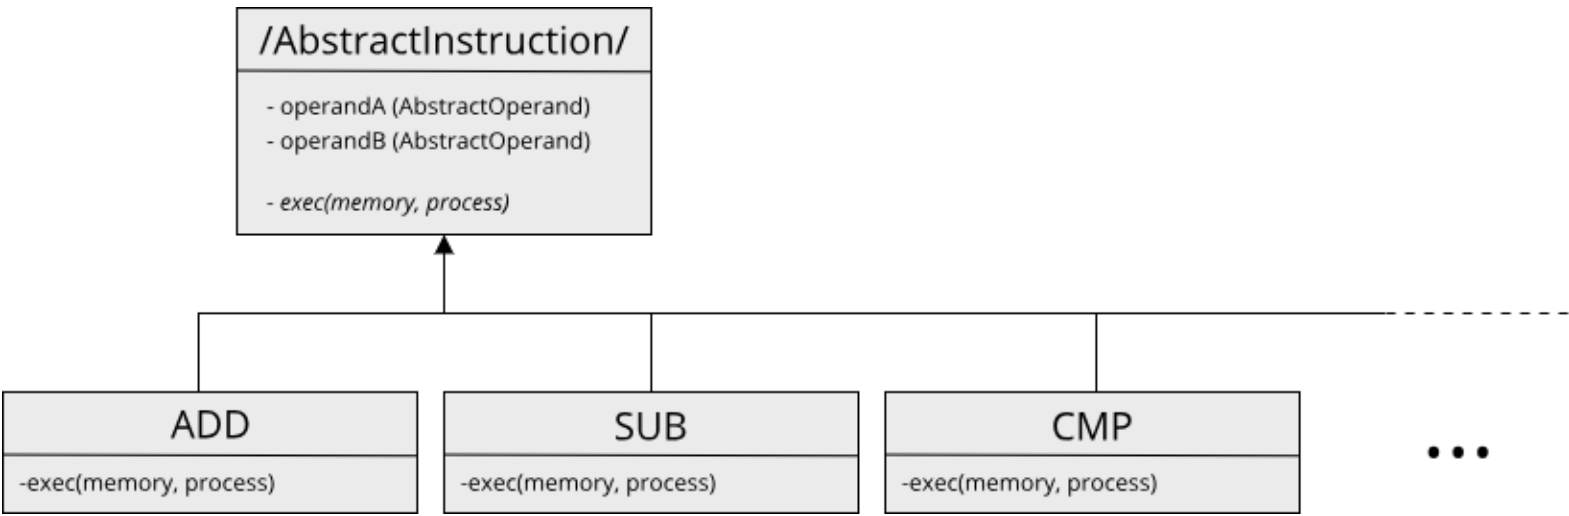 /AbstractInstruction/
- operandA (AbstractOperand)
- operandB (AbstractOperand)
- exec(memory, process)
ADD
-exec(memory, process)
SUB
-exec(memory, process)
CMP
-exec(memory, process)
...